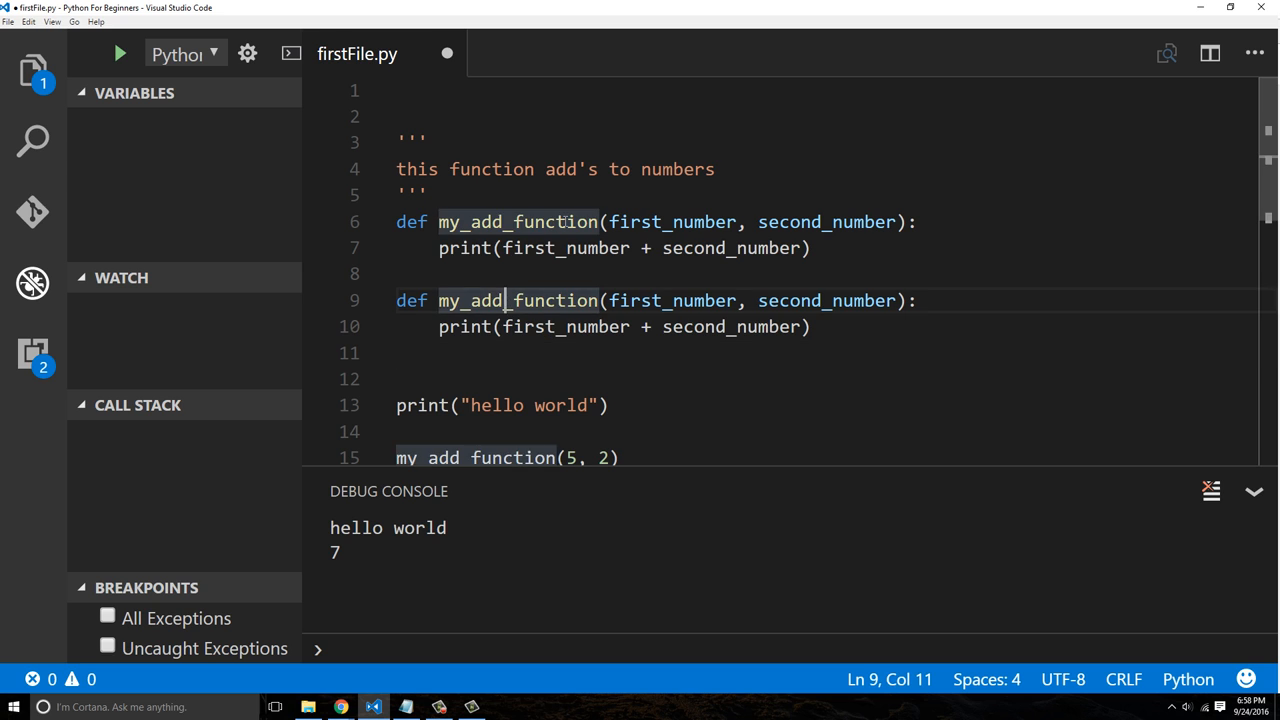 ● firstFile.py - Python For Beginners - Visual Studio Code
File Edit View Go Help
1
Python ▼
firstFile.py ●
VARIABLES
WATCH
2
CALL STACK
BREAKPOINTS
All Exceptions
Uncaught Exceptions
1
2
3 '''
4 this function add's to numbers
5 '''
6 def my_add_function(first_number, second_number):
7 print(first_number + second_number)
8
9 def my_add_function(first_number, second_number):
10 print(first_number + second_number)
11
12
13 print("hello world")
14
15 my_add_function(5, 2)
DEBUG CONSOLE
hello world
7
0 0 Ln 9, Col 11 Spaces: 4 UTF-8 CRLF Python
I'm Cortana. Ask me anything.
6:58 PM
9/24/2016